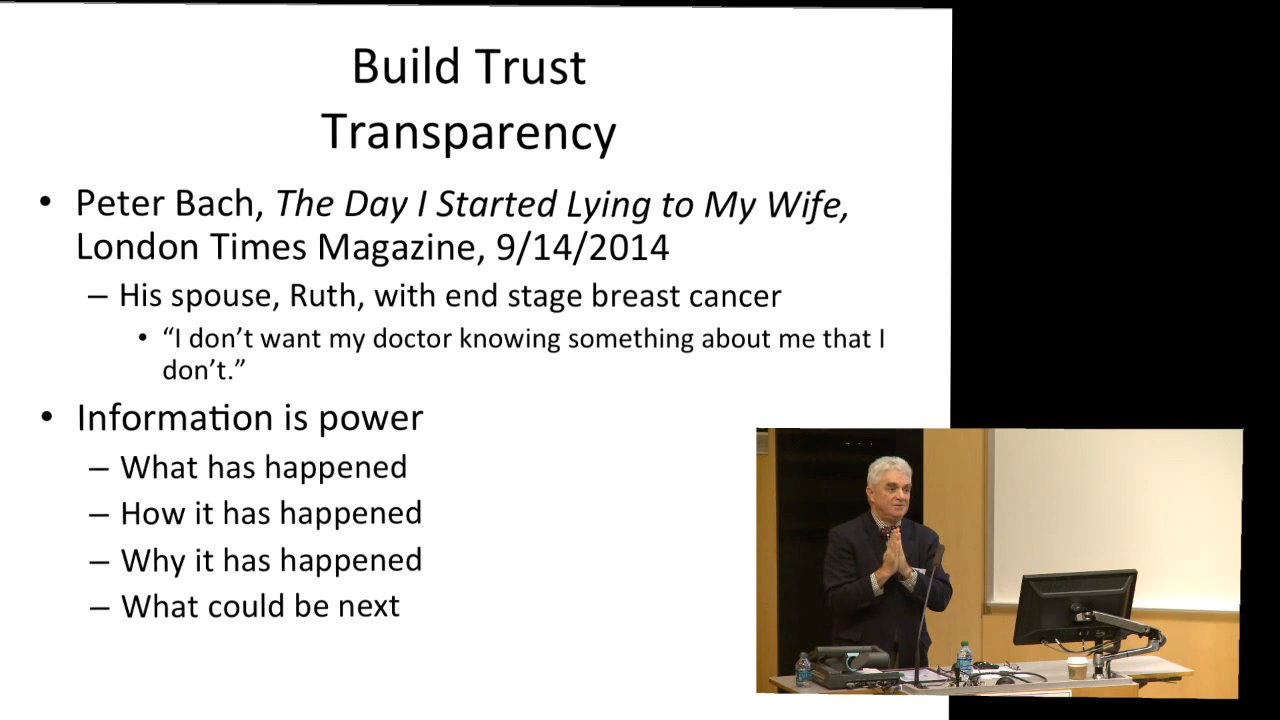 Build Trust
Transparency
• Peter Bach, The Day I Started Lying to My Wife,
London Times Magazine, 9/14/2014
– His spouse, Ruth, with end stage breast cancer
• “I don’t want my doctor knowing something about me that I
don’t.”
• Information is power
– What has happened
– How it has happened
– Why it has happened
– What could be next